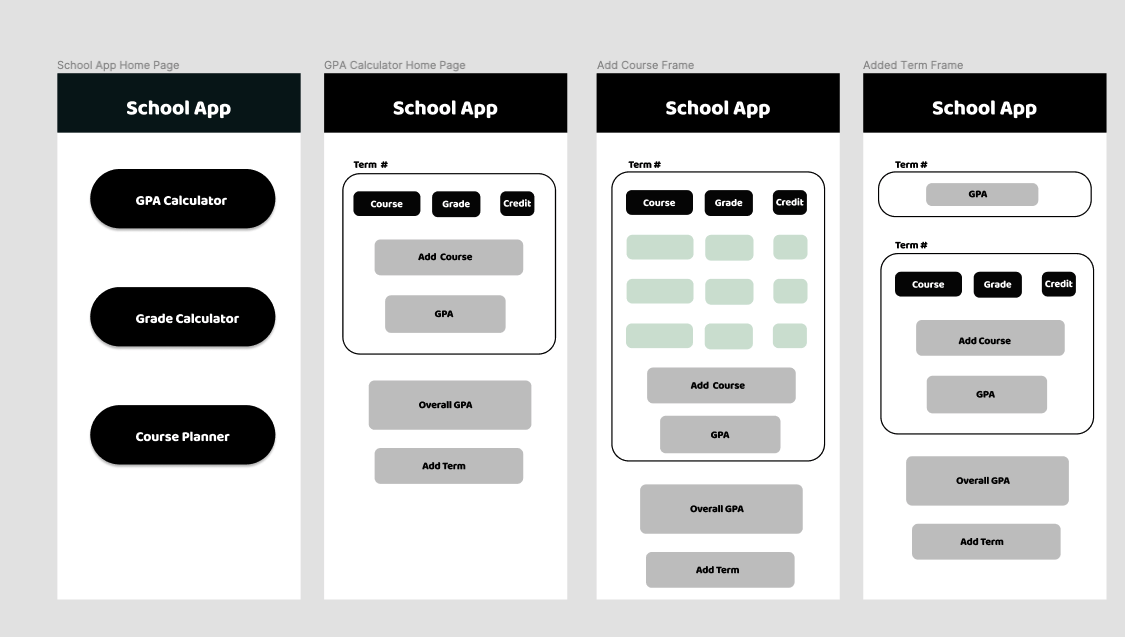 School App Home Page
School App
GPA Calculator
Grade Calculator
Course Planner
GPA Calculator Home Page
School App
Term #
Course Grade Credit
Add Course
GPA
Overall GPA
Add Term
Add Course Frame
School App
Term #
Course Grade Credit
Add Course
GPA
Overall GPA
Add Term
Added Term Frame
School App
Term #
GPA
Term #
Course Grade Credit
Add Course
GPA
Overall GPA
Add Term